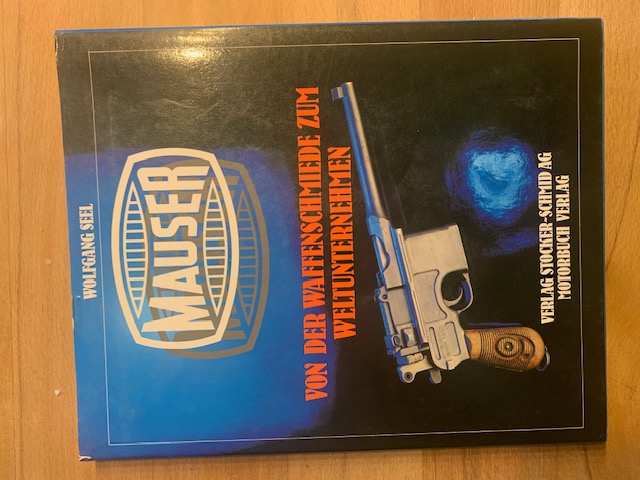 WOLFGANG SEEL
MAUSER
VON DER WAFFENSCHMIEDE ZUM
WELTUNTERNEHMEN
VERLAG STOCKER-SCHMID AG
MOTORBUCH VERLAG